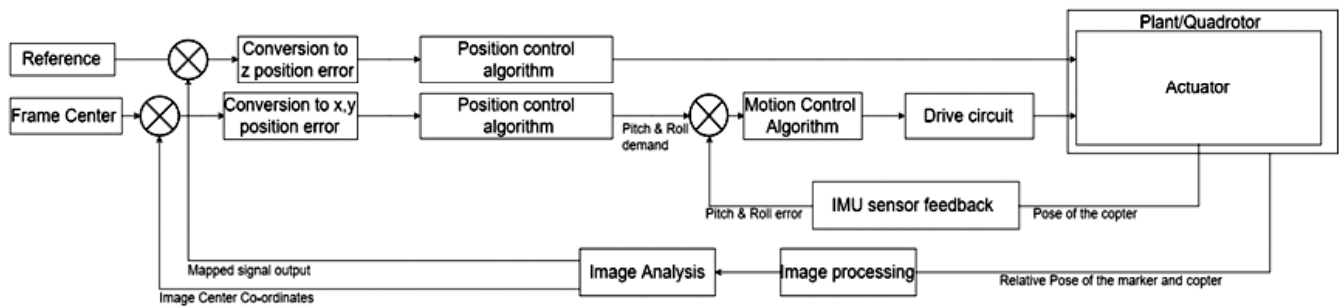 Plant/Quadrotor
Reference
Conversion to
z position error
Position control
algorithm
Actuator
Frame Center
Conversion to x,y
position error
Position control
algorithm
Pitch & Roll
demand
Motion Control
Algorithm
Drive circuit
Pitch & Roll error
IMU sensor feedback
Pose of the copter
Mapped signal output
Image Analysis
Image processing
Relative Pose of the marker and copter
Image Center Co-ordinates